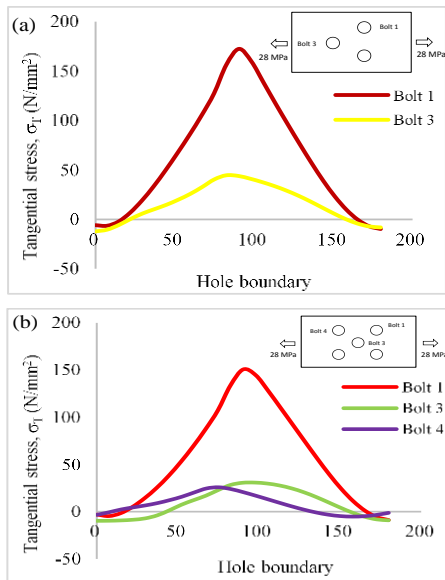 (a)
200
150
100
50
0
-50
0
50
100
150
200
Tangential stress, σT (N/mm²)
Hole boundary
Bolt 1
Bolt 3
28 MPa
28 MPa
Bolt 1
Bolt 3
(b)
200
150
100
50
0
-50
0
50
100
150
200
Tangential stress, σT (N/mm²)
Hole boundary
Bolt 4
Bolt 1
Bolt 3
28 MPa
28 MPa
Bolt 1
Bolt 3
Bolt 4